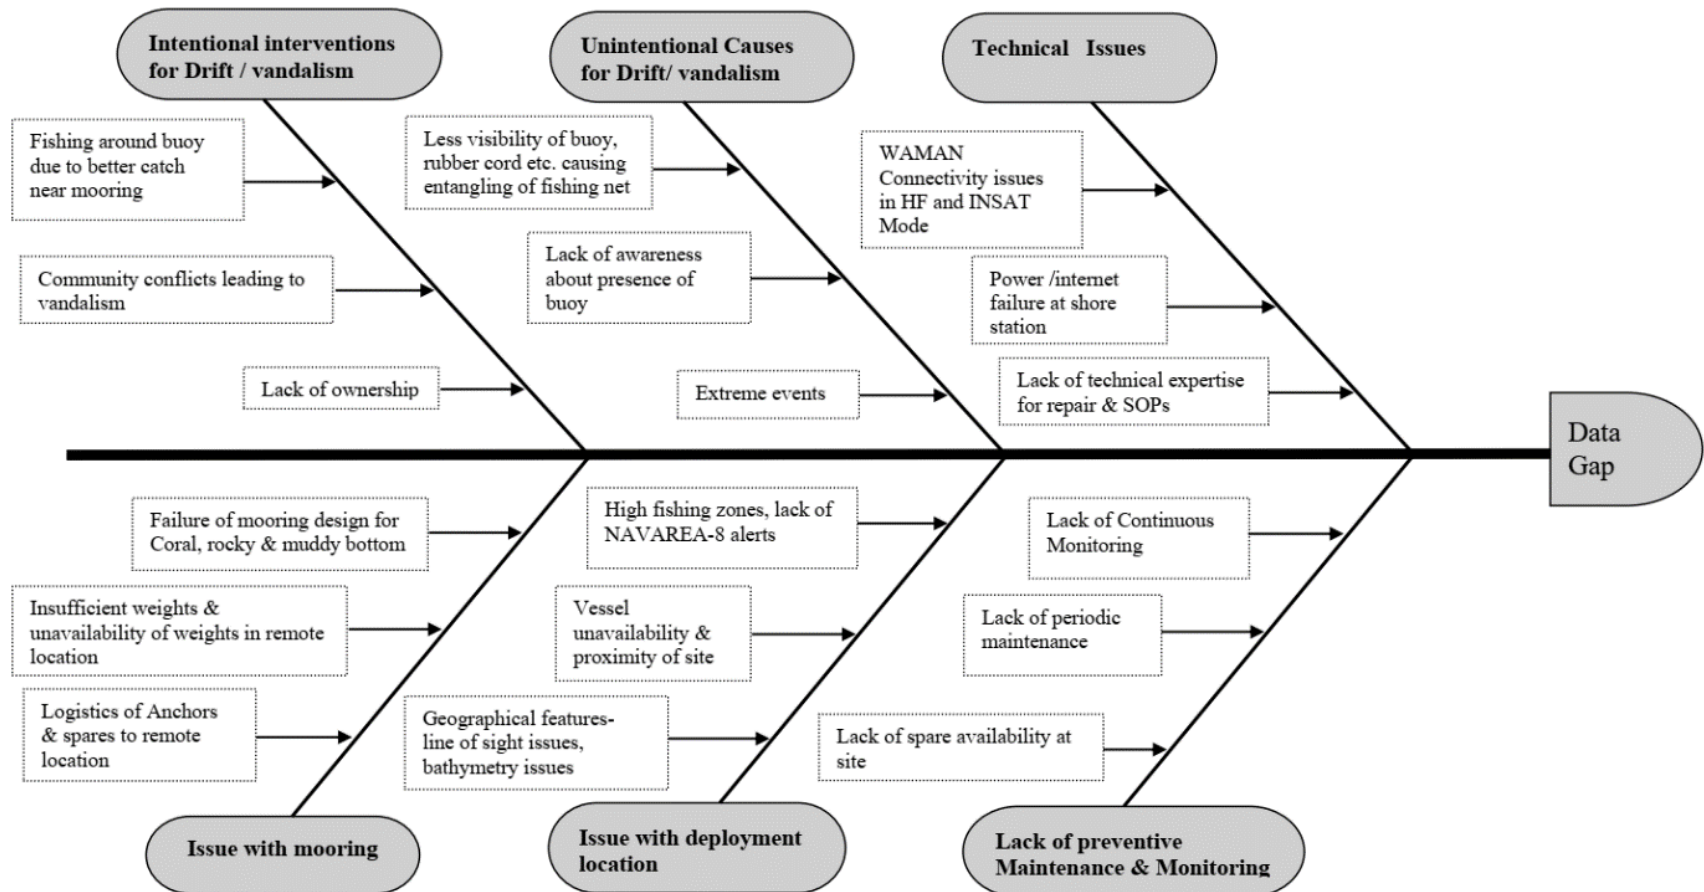 Intentional interventions
for Drift / vandalism
Unintentional Causes
for Drift/ vandalism
Technical Issues
Fishing around buoy
due to better catch
near mooring
Community conflicts leading to
vandalism
Lack of ownership
Less visibility of buoy,
rubber cord etc. causing
entangling of fishing net
Lack of awareness
about presence of
buoy
Extreme events
WAMAN
Connectivity issues
in HF and INSAT
Mode
Power /internet
failure at shore
station
Lack of technical expertise
for repair & SOPs
Data
Gap
Failure of mooring design for
Coral, rocky & muddy bottom
Insufficient weights &
unavailability of weights in remote
location
Logistics of Anchors
& spares to remote
location
High fishing zones, lack of
NAVAREA-8 alerts
Vessel
unavailability &
proximity of site
Geographical features-
line of sight issues,
bathymetry issues
Lack of Continuous
Monitoring
Lack of periodic
maintenance
Lack of spare availability at
site
Issue with mooring
Issue with deployment
location
Lack of preventive
Maintenance & Monitoring